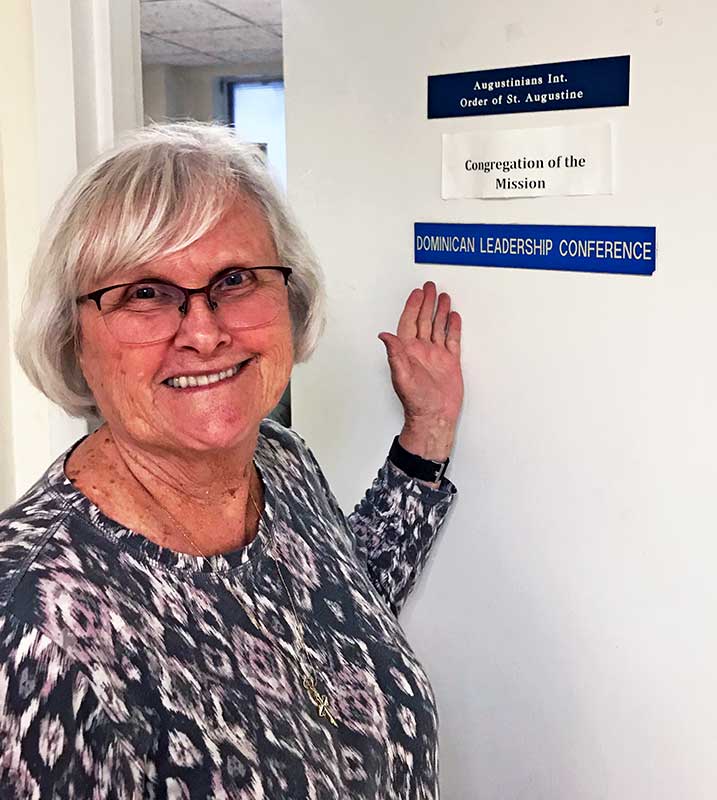 Augustinians Int.
Order of St. Augustine
Congregation of the
Mission
DOMINICAN LEADERSHIP CONFERENCE